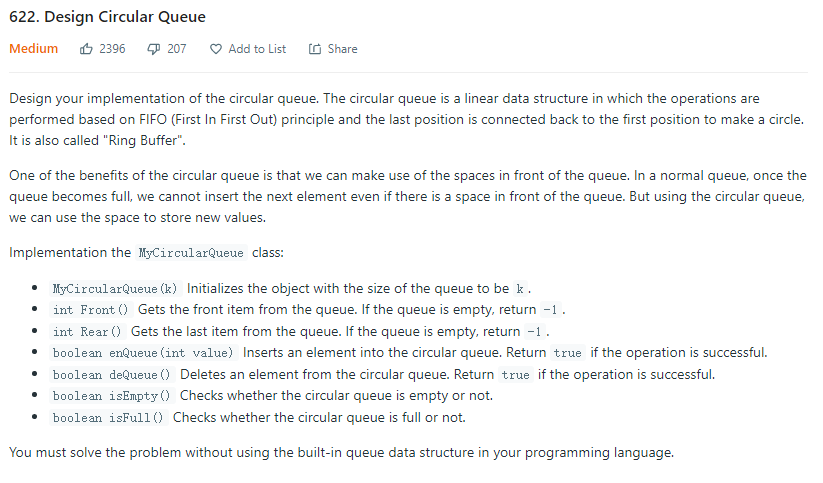 622. Design Circular Queue
Medium 2396 207 Add to List Share
Design your implementation of the circular queue. The circular queue is a linear data structure in which the operations are
performed based on FIFO (First In First Out) principle and the last position is connected back to the first position to make a circle.
It is also called "Ring Buffer".
One of the benefits of the circular queue is that we can make use of the spaces in front of the queue. In a normal queue, once the
queue becomes full, we cannot insert the next element even if there is a space in front of the queue. But using the circular queue,
we can use the space to store new values.
Implementation the MyCircularQueue class:
• MyCircularQueue(k) Initializes the object with the size of the queue to be k .
• int Front() Gets the front item from the queue. If the queue is empty, return -1 .
• int Rear() Gets the last item from the queue. If the queue is empty, return -1 .
• boolean enQueue(int value) Inserts an element into the circular queue. Return true if the operation is successful.
• boolean deQueue() Deletes an element from the circular queue. Return true if the operation is successful.
• boolean isEmpty() Checks whether the circular queue is empty or not.
• boolean isFull() Checks whether the circular queue is full or not.
You must solve the problem without using the built-in queue data structure in your programming language.